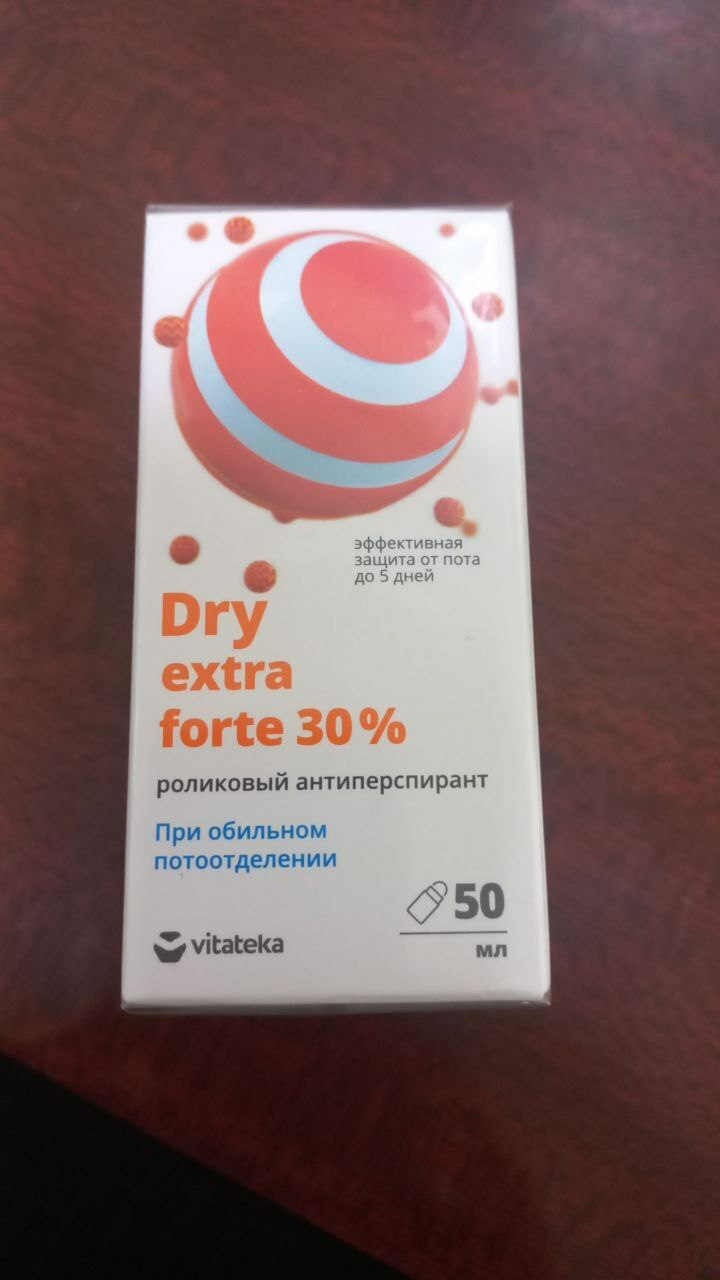 эффективная
защита от пота
до 5 дней
Dry
extra
forte 30%
роликовый антиперспирант
При обильном
потоотделении
50
мл
vitateka